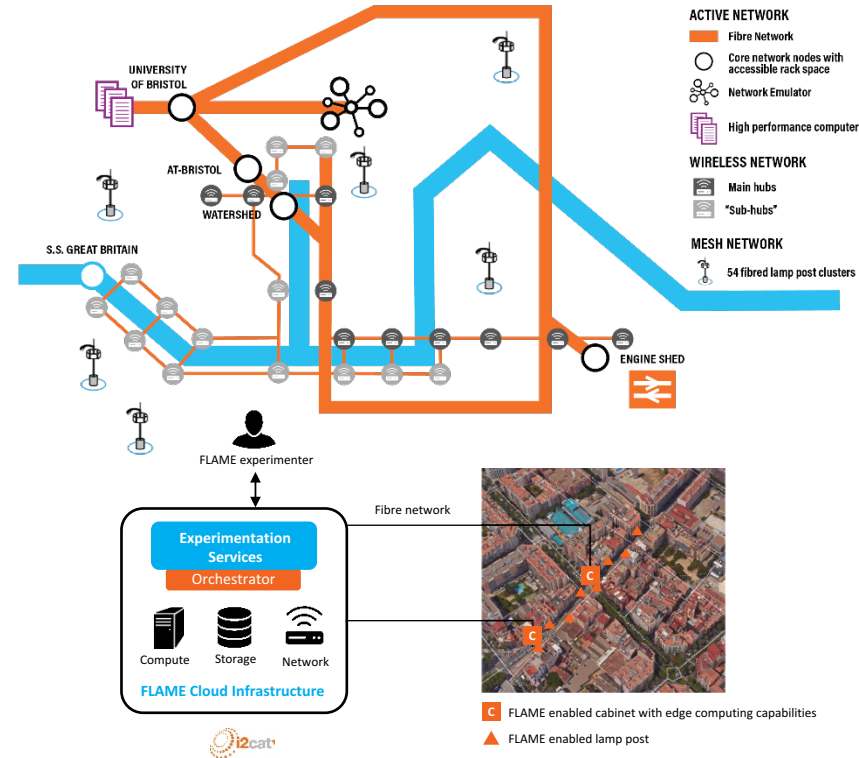 ACTIVE NETWORK
Fibre Network
Core network nodes with
accessible rack space
Network Emulator
High performance computer
WIRELESS NETWORK
Main hubs
"Sub-hubs"
MESH NETWORK
54 fibred lamp post clusters
UNIVERSITY
OF BRISTOL
AT-BRISTOL
WATERSHED
S.S. GREAT BRITAIN
ENGINE SHED
FLAME experimenter
Fibre network
Experimentation
Services
Orchestrator
Compute
Storage
Network
FLAME Cloud Infrastructure
C
C
C FLAME enabled cabinet with edge computing capabilities
FLAME enabled lamp post
i2cat